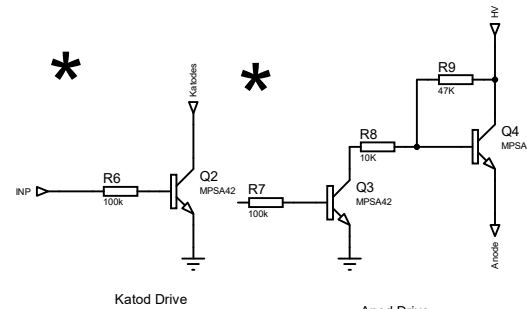 *
*
HV
Katodes
R9
47K
Q4
MPSA
R8
10K
R6
100k
INP
Q2
MPSA42
R7
100k
Q3
MPSA42
Anode
Katod Drive